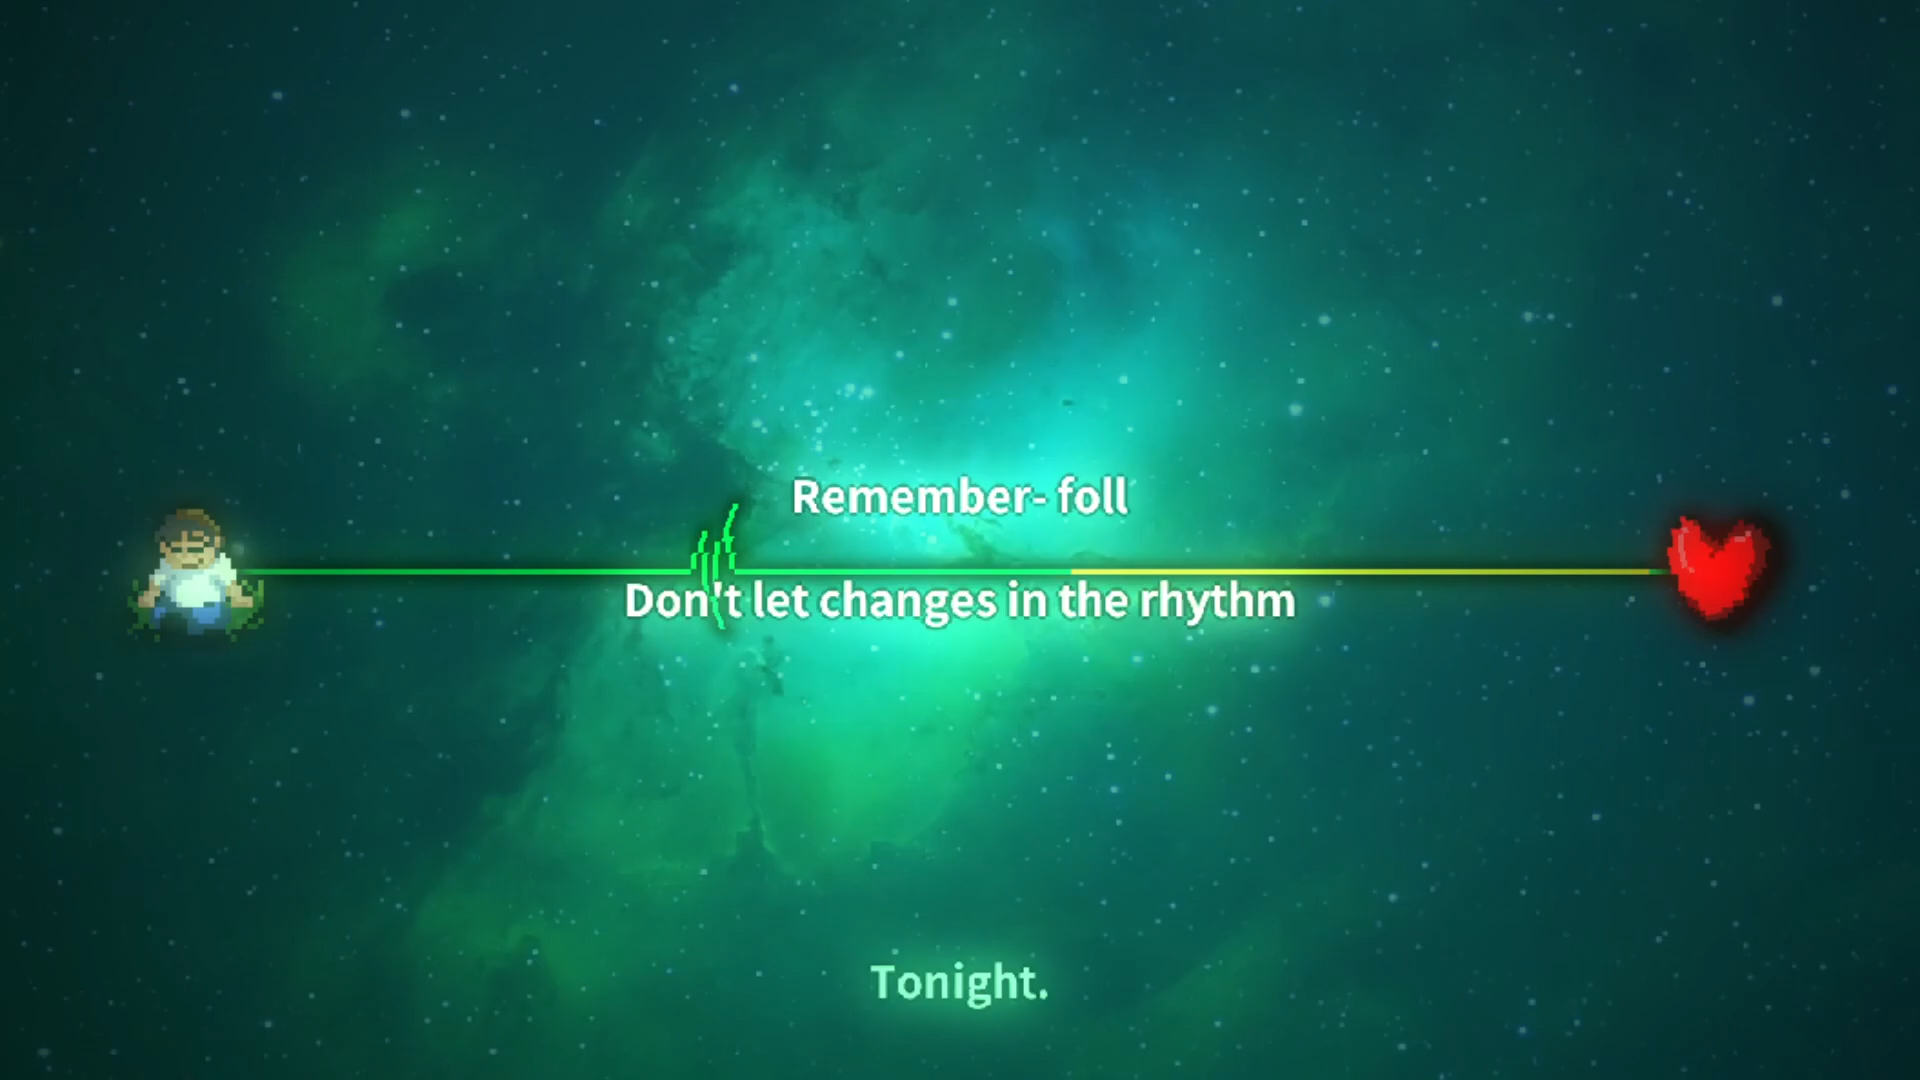 Remember- foll
Don't let changes in the rhythm
Tonight.